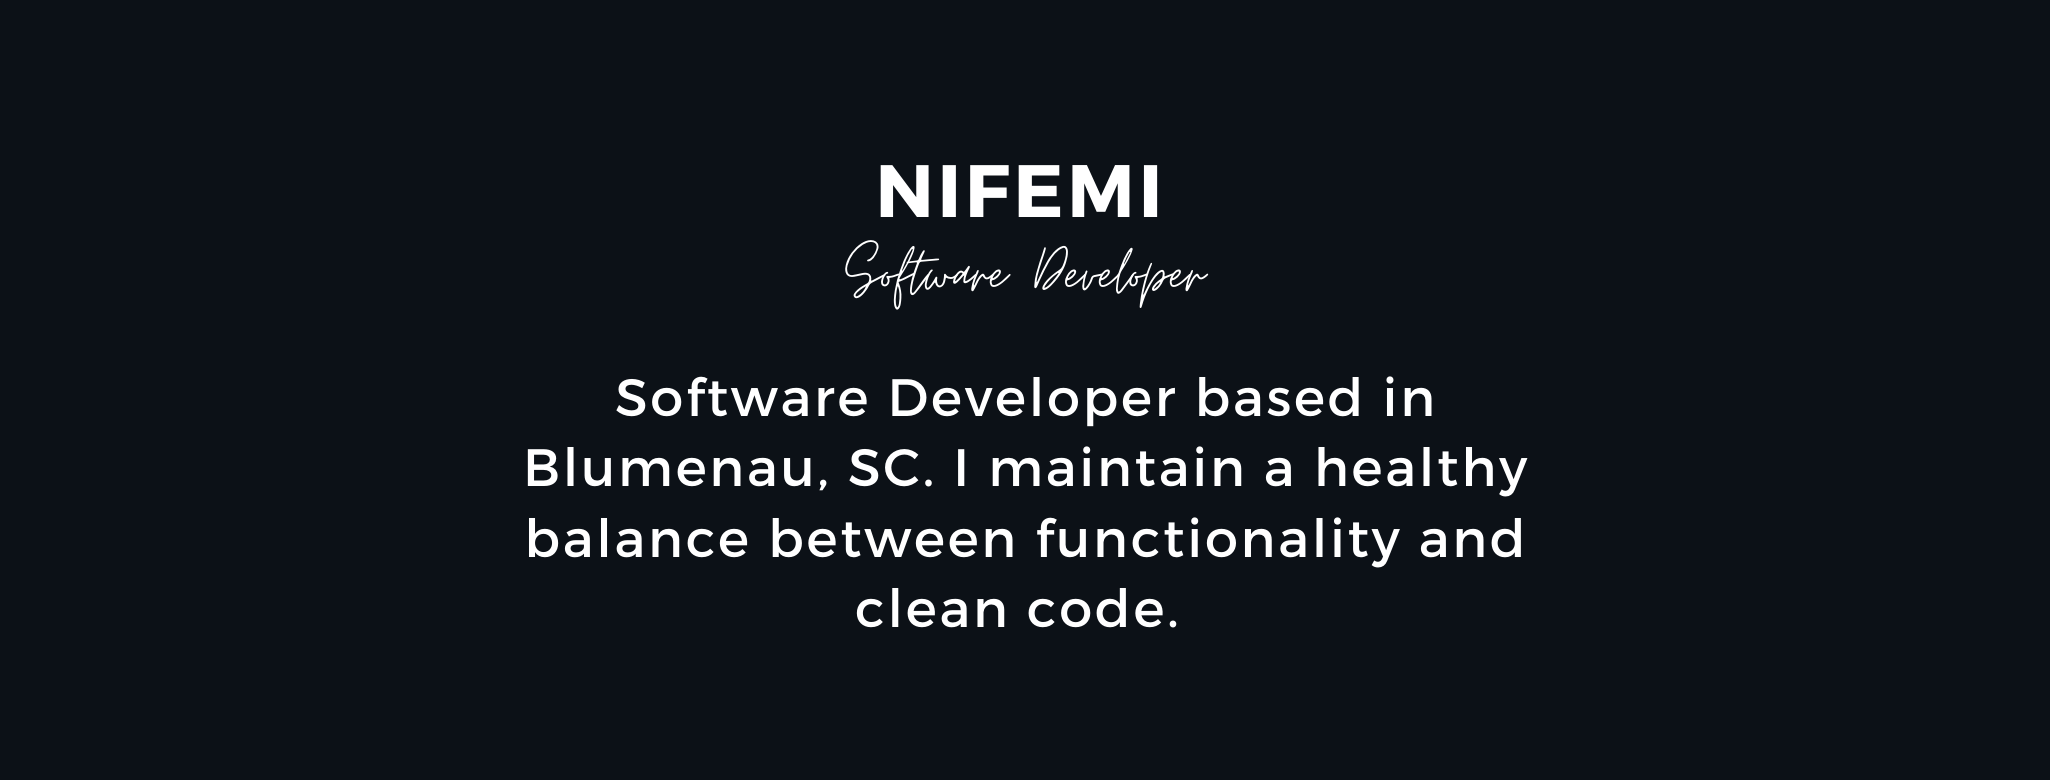 NIFEMI
Software Developer
Software Developer based in
Blumenau, SC. I maintain a healthy
balance between functionality and
clean code.